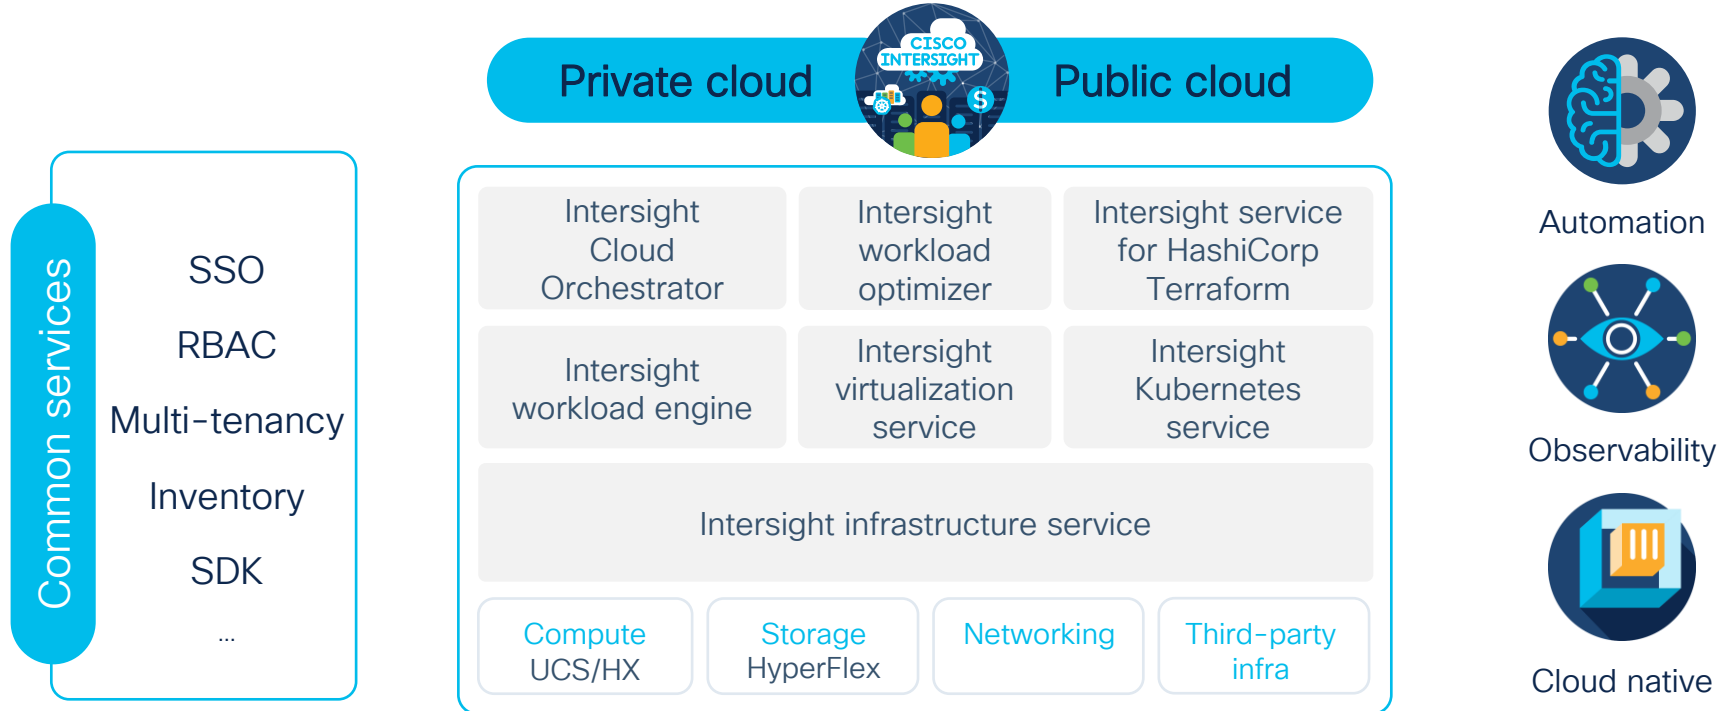 Private cloud
CISCO
INTERSIGHT
$
Public cloud
Common services
SSO
RBAC
Multi-tenancy
Inventory
SDK
...
Intersight
Cloud
Orchestrator
Intersight
workload
optimizer
Intersight service
for HashiCorp
Terraform
Intersight
workload engine
Intersight
virtualization
service
Intersight
Kubernetes
service
Intersight infrastructure service
Compute
UCS/HX
Storage
HyperFlex
Networking
Third-party
infra
Automation
Observability
Cloud native